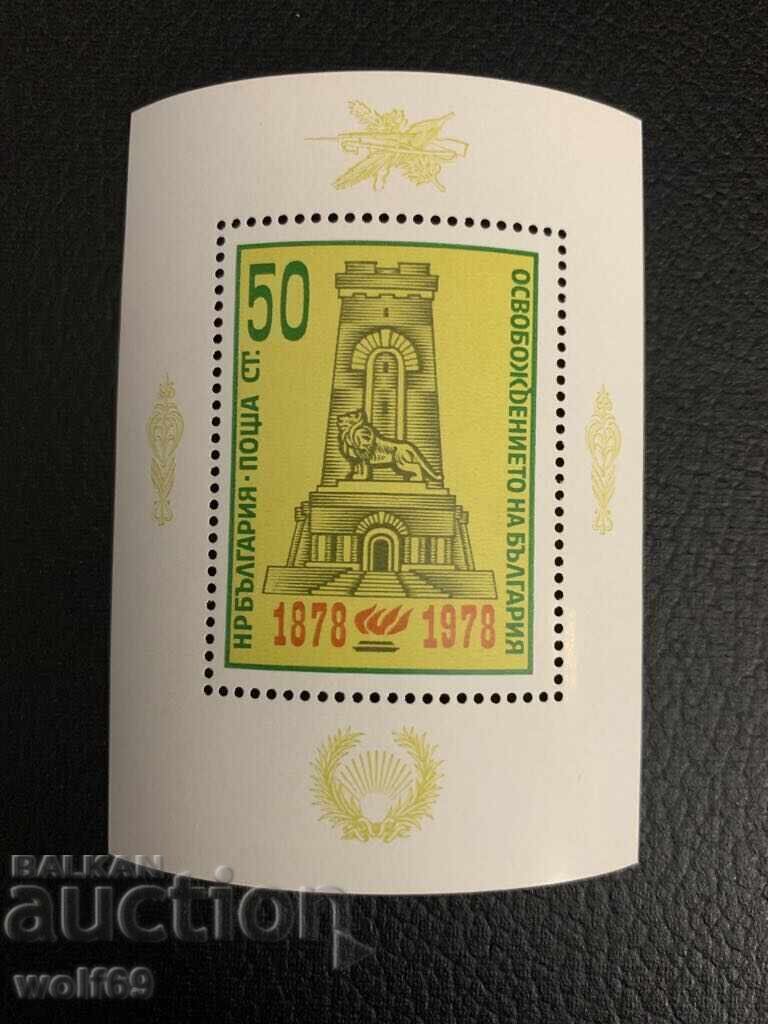 СТ. 50
НР БЪЛГАРИЯ · ПОЩА
ОСВОБОЖДЕНИЕТО НА БЪЛГАРИЯ
1878 1978
BALKAN
auction
wolf69